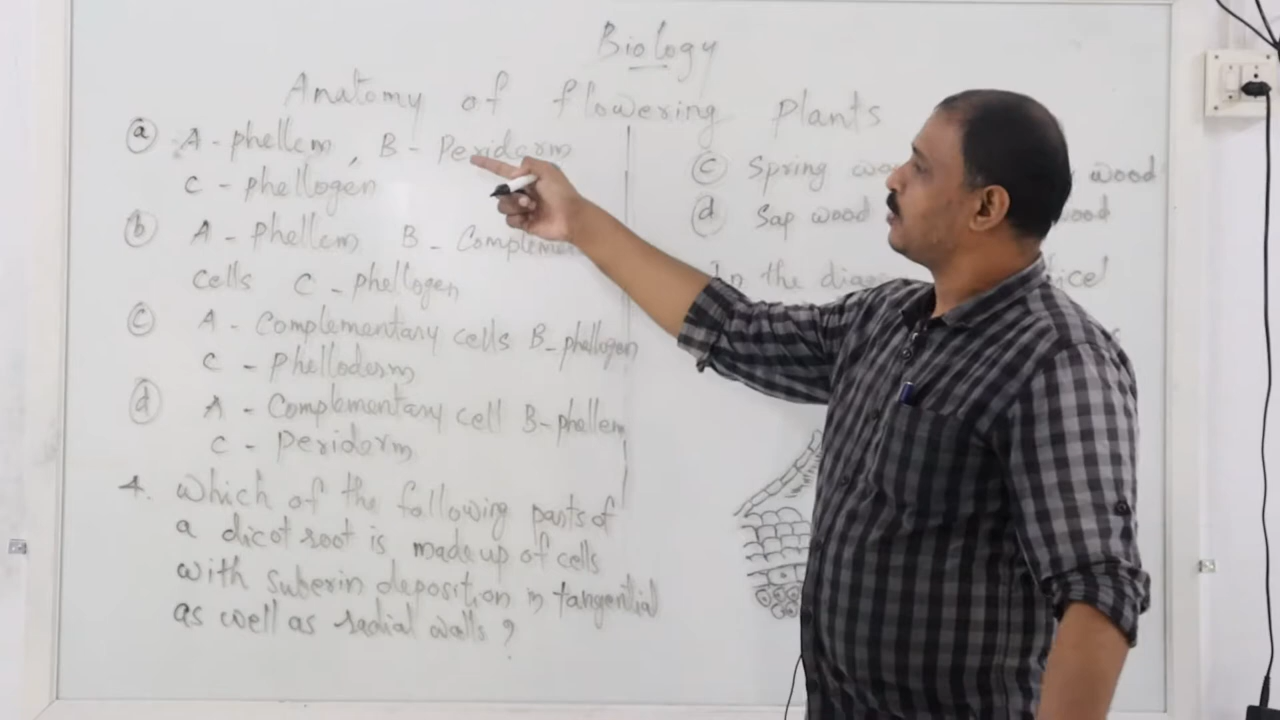 Biology
Anatomy of flowering plants
(a) A - phellem, B - Periderm
C - phellogen
(b) A - phellem B - Compleme
cells C - phellogen
(c) A - Complementary cells B - phellogen
C - Phelloderm
(d) A - Complementary cell B - phellem
C - Periderm
4. Which of the following parts of
a dicot root is made up of cells
with suberin deposition in tangential
as well as radial walls ?
(c) Spring wood
(d) Sap wood
In the